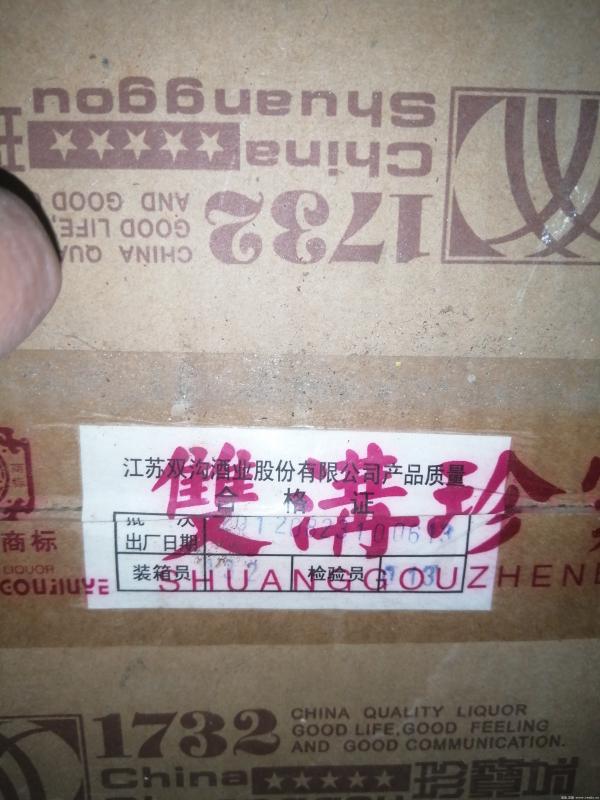 Shuanggou
China
1732
CHINA QUA
GOOD LIFE,
AND GOOD
江苏双沟酒业股份有限公司产品质量
合格证
批次
出厂日期
装箱员
检验员
雙溝珍
商标
LIQUOR
SHUANGGOUZHEN
1732
CHINA QUALITY LIQUOR
GOOD LIFE,GOOD FEELING
AND GOOD COMMUNICATION.
China
珍寶城